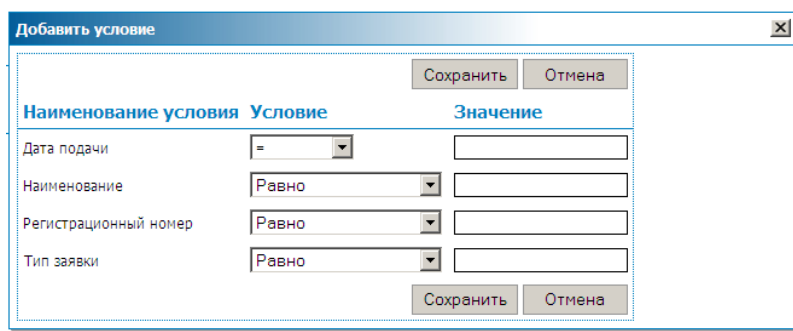 Добавить условие
Сохранить Отмена
Наименование условия Условие Значение
Дата подачи =
Наименование Равно
Регистрационный номер Равно
Тип заявки Равно
Сохранить Отмена